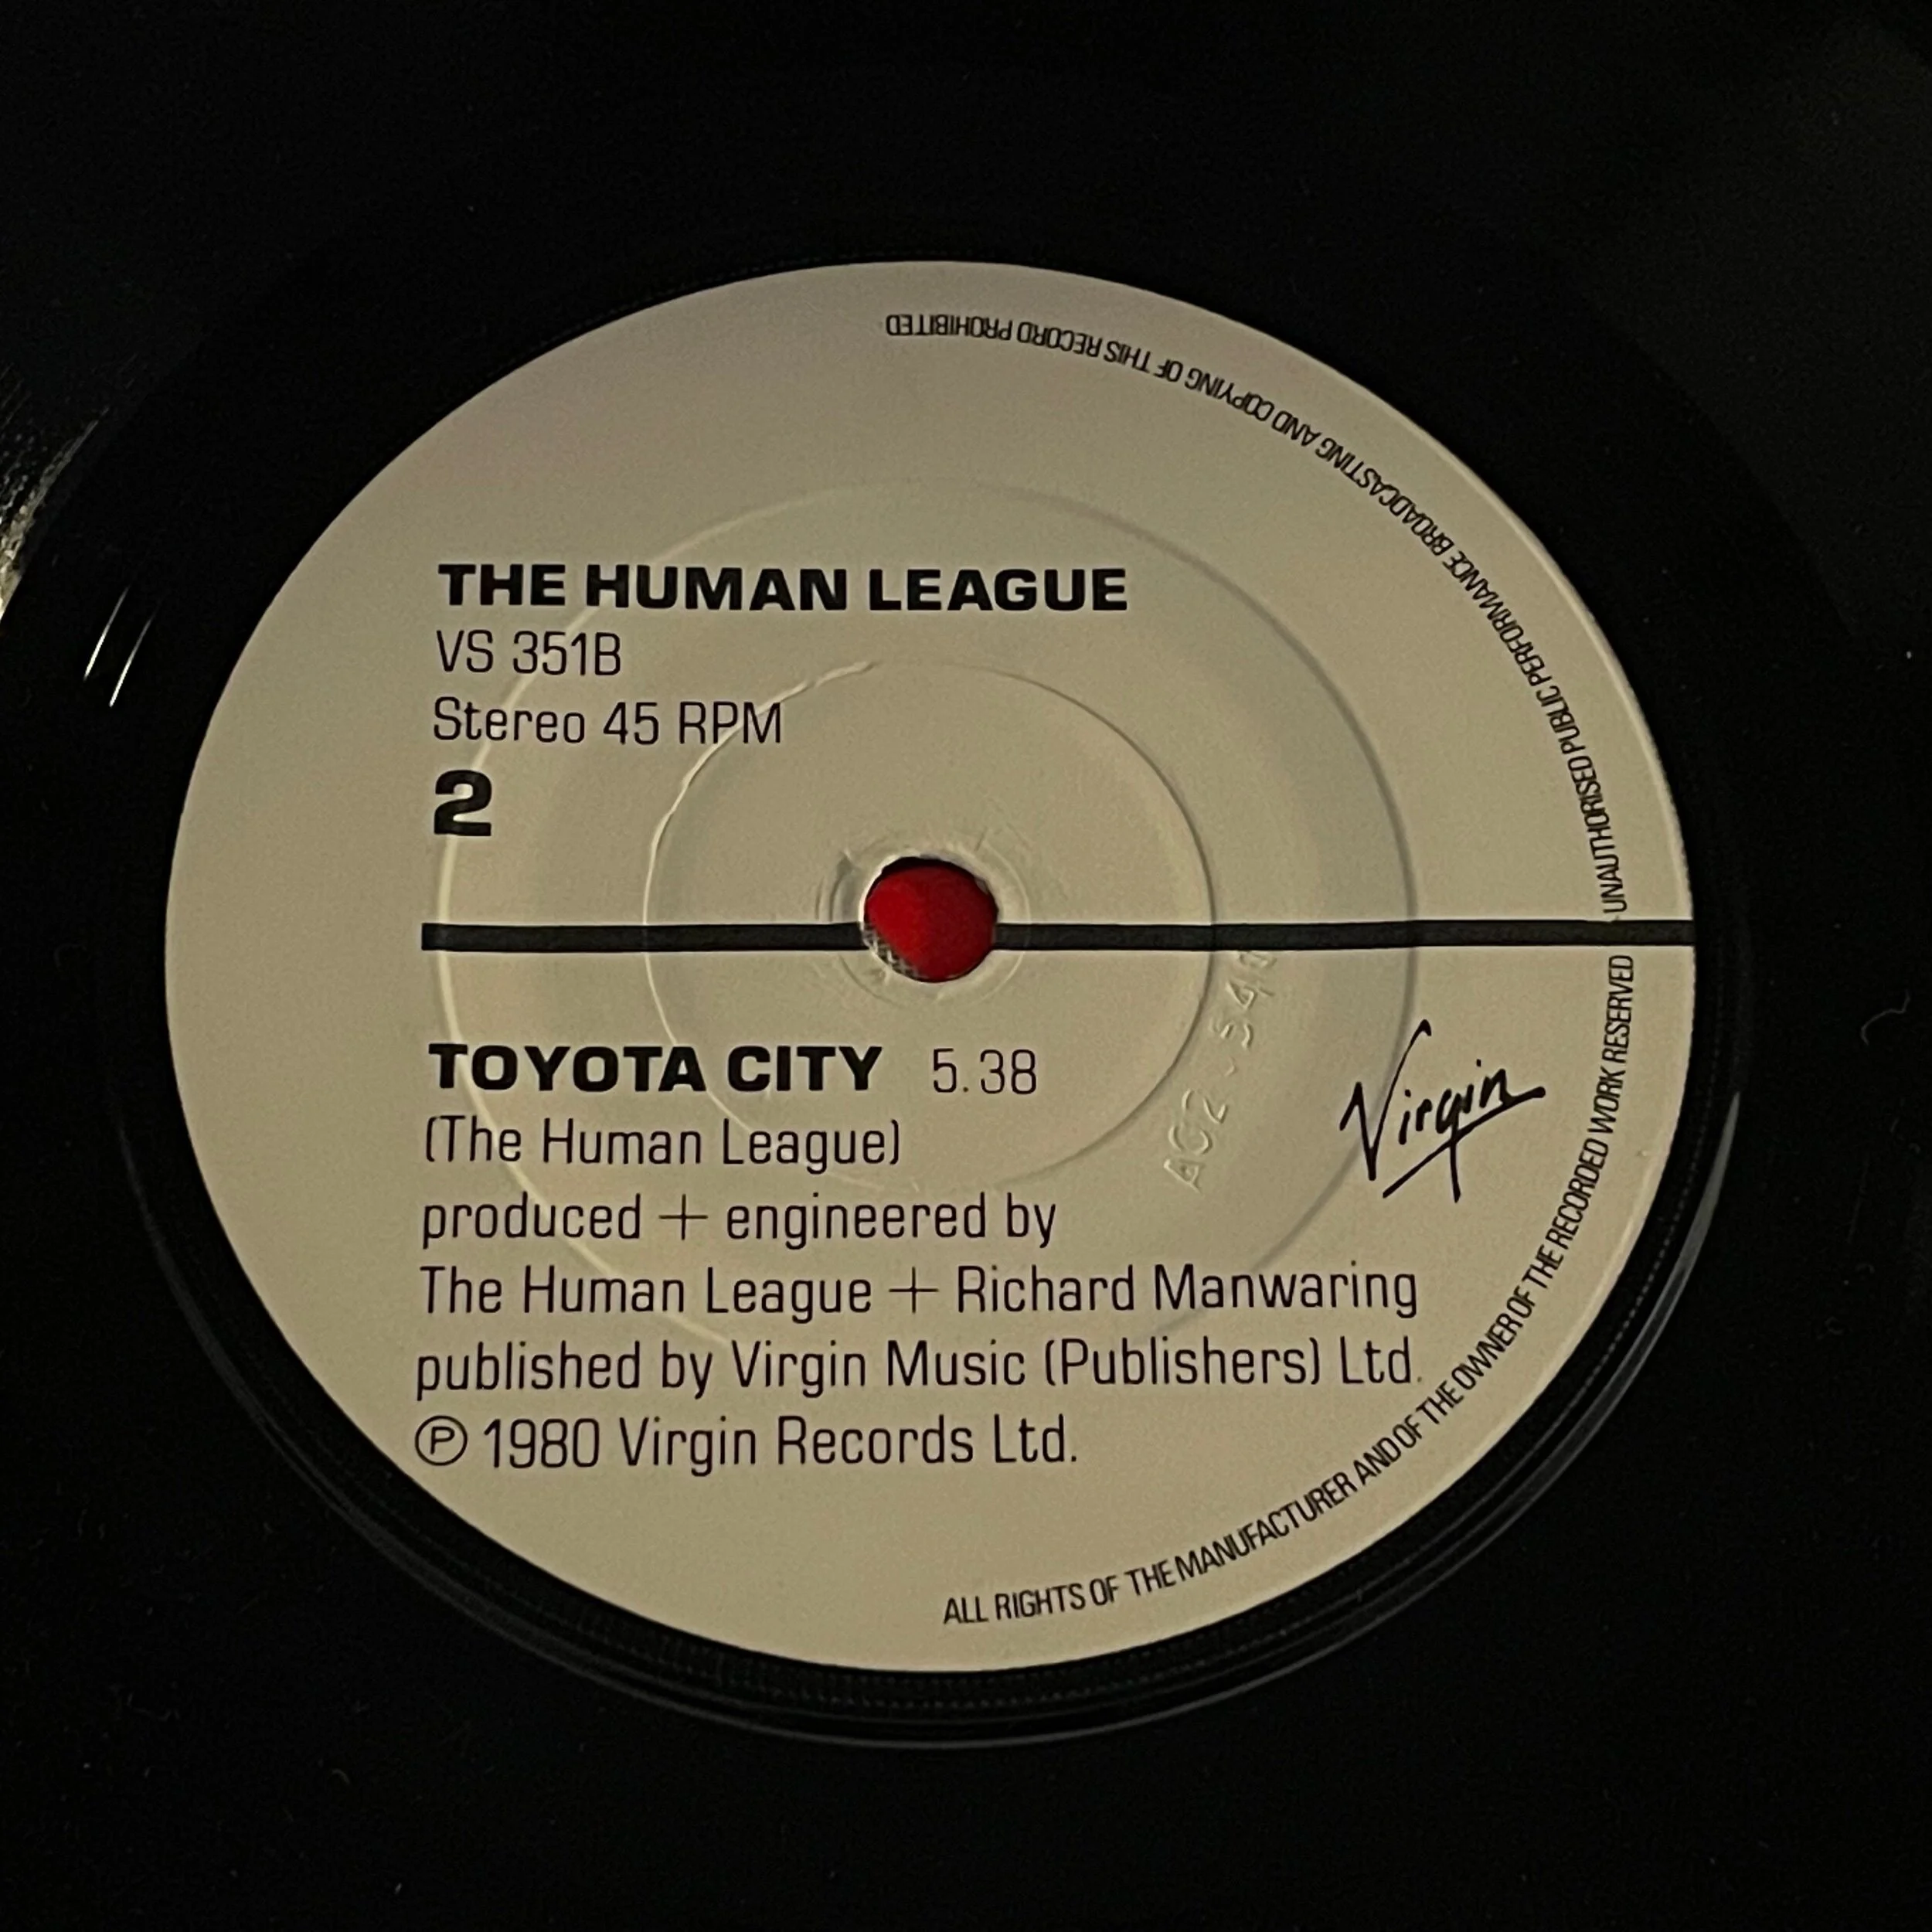 THE HUMAN LEAGUE
VS 351B
Stereo 45 RPM
2
TOYOTA CITY 5.38
(The Human League)
produced + engineered by
The Human League + Richard Manwaring
published by Virgin Music (Publishers) Ltd.
Ⓟ 1980 Virgin Records Ltd.
Virgin
ALL RIGHTS OF THE MANUFACTURER AND OF THE OWNER OF THE RECORDED WORK RESERVED UNAUTHORISED PUBLIC PERFORMANCE BROADCASTING AND COPYING OF THIS RECORD PROHIBITED